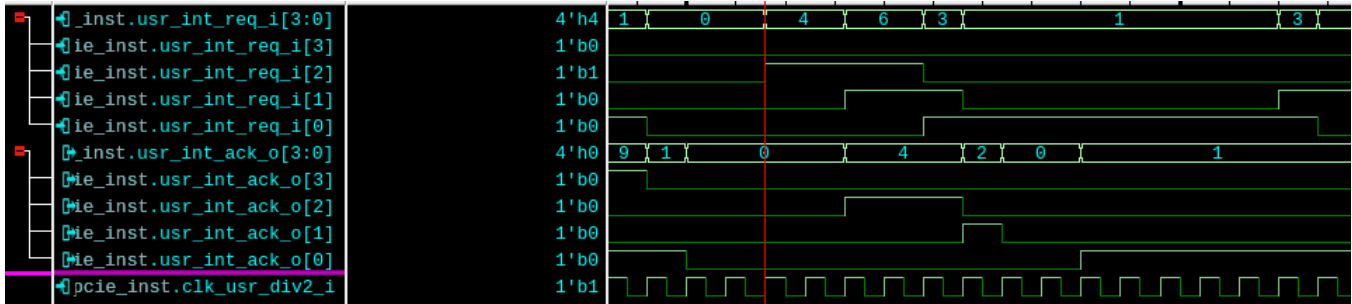 _inst.usr_int_req_i[3:0] 4'h4 1 0 4 6 3 1 3
ie_inst.usr_int_req_i[3] 1'b0
ie_inst.usr_int_req_i[2] 1'b1
ie_inst.usr_int_req_i[1] 1'b0
ie_inst.usr_int_req_i[0] 1'b0
_inst.usr_int_ack_o[3:0] 4'h0 9 1 0 4 2 0 1
ie_inst.usr_int_ack_o[3] 1'b0
ie_inst.usr_int_ack_o[2] 1'b0
ie_inst.usr_int_ack_o[1] 1'b0
ie_inst.usr_int_ack_o[0] 1'b0
pcie_inst.clk_usr_div2_i 1'b1